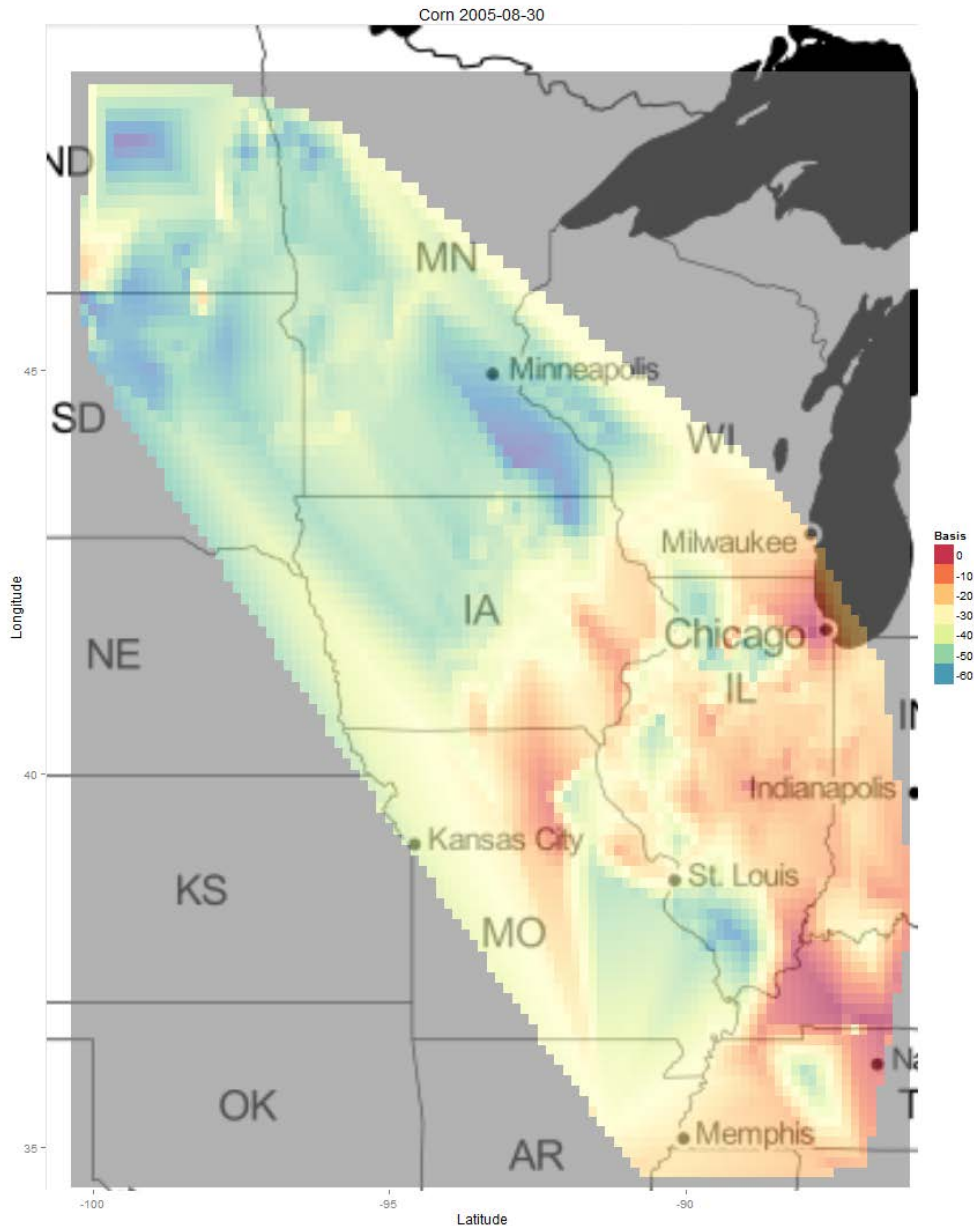 Corn 2005-08-30
ND
MN
45
Minneapolis
SD
WI
Milwaukee
Basis
0
-10
-20
-30
-40
-50
-60
Longitude
IA
Chicago
NE
IL
IN
40
Indianapolis
Kansas City
St. Louis
KS
MO
Na
OK
T
35
AR
Memphis
-100
-95
-90
Latitude